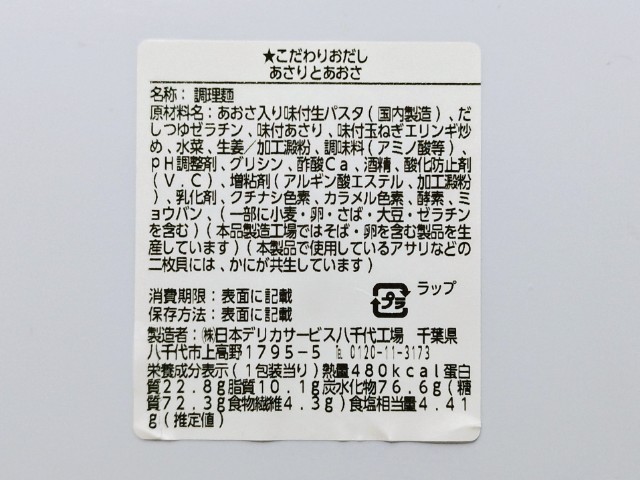 ★こだわりおだし
あさりとあおさ
名称：調理麺
原材料名：あおさ入り味付生パスタ（国内製造）、だ
しつゆゼラチン、味付あさり、味付玉ねぎエリンギ炒
め、水菜、生姜／加工澱粉、調味料（アミノ酸等）、
pH調整剤、グリシン、酢酸Ca、酒精、酸化防止剤
（V.C）、増粘剤（アルギン酸エステル、加工澱粉
）、乳化剤、クチナシ色素、カラメル色素、酵素、ミ
ョウバン、（一部に小麦・卵・さば・大豆・ゼラチン
を含む）（本品製造工場ではそば・卵を含む製品を生
産しています）（本製品で使用しているアサリなどの
二枚貝には、かにが共生しています）
プラ ラップ
消費期限：表面に記載
保存方法：表面に記載
製造者：㈱日本デリカサービス八千代工場 千葉県
八千代市上高野1795-5 ℡ 0120-11-3173
栄養成分表示（1包装当り）熱量480kcal蛋白
質22.8g脂質10.1g炭水化物76.6g（糖
質72.3g食物繊維4.3g）食塩相当量4.41
g（推定値）